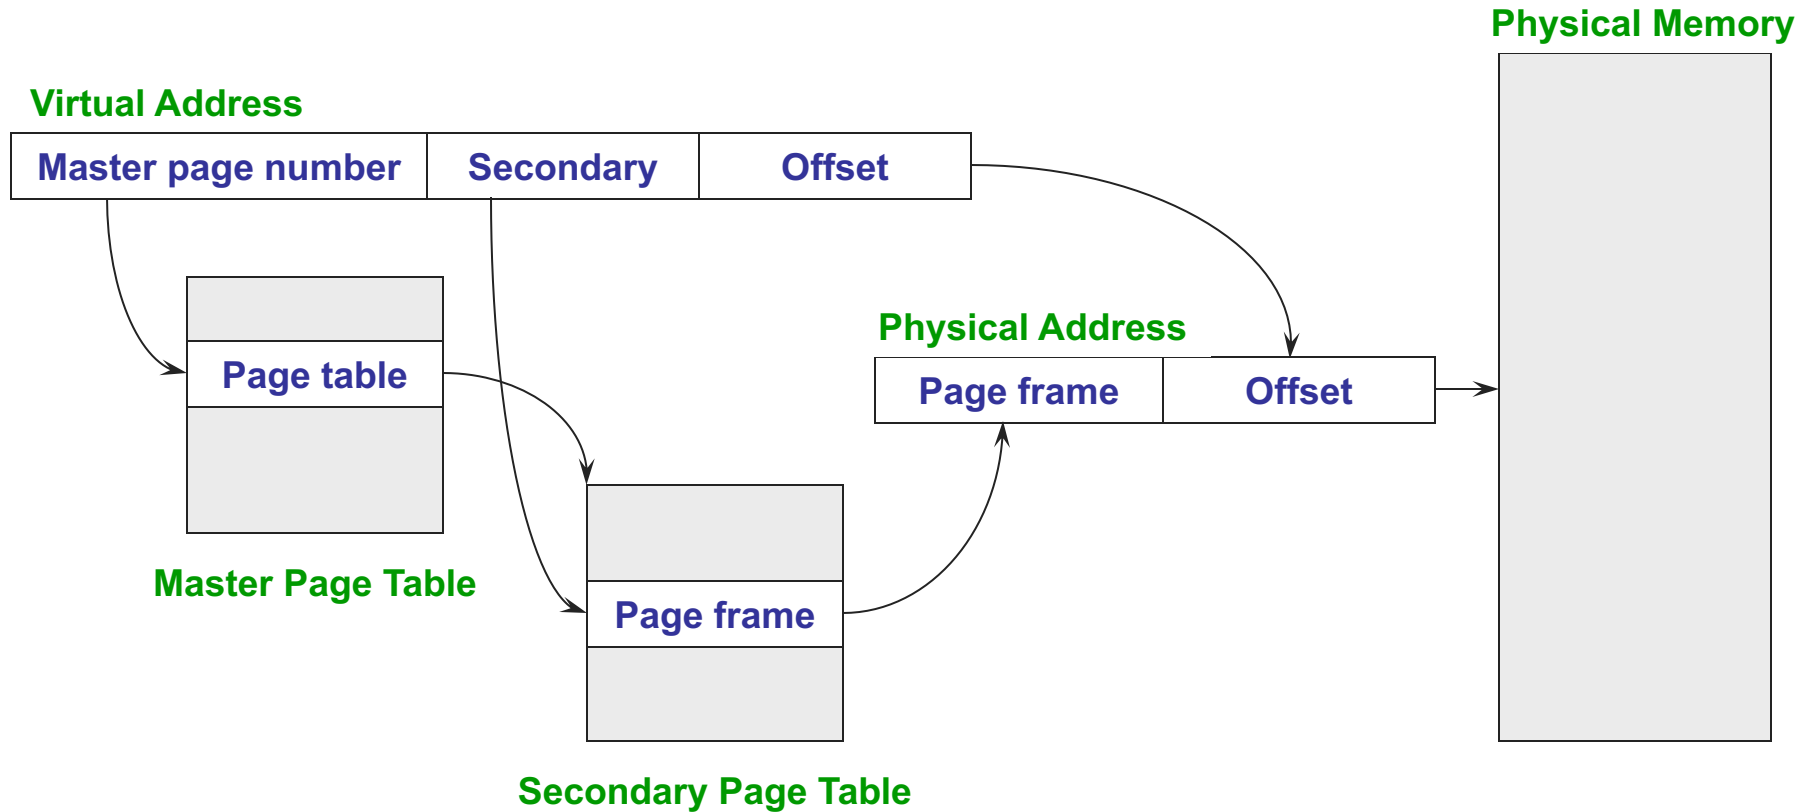 Physical Memory
Virtual Address
Master page number Secondary Offset
Physical Address
Page table
Page frame Offset
Master Page Table
Page frame
Secondary Page Table